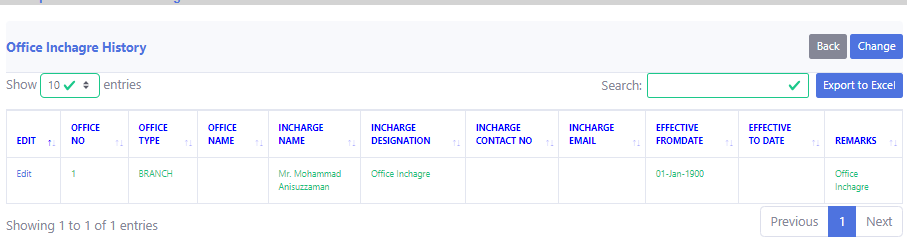 Office Inchagre History
Back
Change
Show 10 entries
Search:
Export to Excel
EDIT
OFFICE
NO
OFFICE
TYPE
OFFICE
NAME
INCHARGE
NAME
INCHARGE
DESIGNATION
INCHARGE
CONTACT NO
INCHARGE
EMAIL
EFFECTIVE
FROMDATE
EFFECTIVE
TO DATE
REMARKS
Edit
1
BRANCH
Mr. Mohammad
Anisuzzaman
Office Inchagre
01-Jan-1900
Office
Inchagre
Showing 1 to 1 of 1 entries
Previous
1
Next